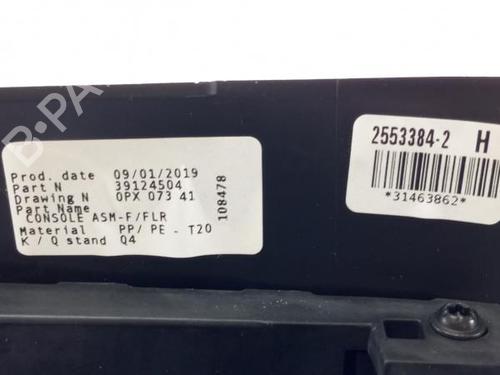 Prod. date 09/01/2019
Part N 39124504
Drawing N 0PX 073 41
Part Name
CONSOLE ASM-F/FLR
Material PP/ PE - T20
K / Q stand Q4
108478
2553384-2 H
*31463862*
B-PARTS